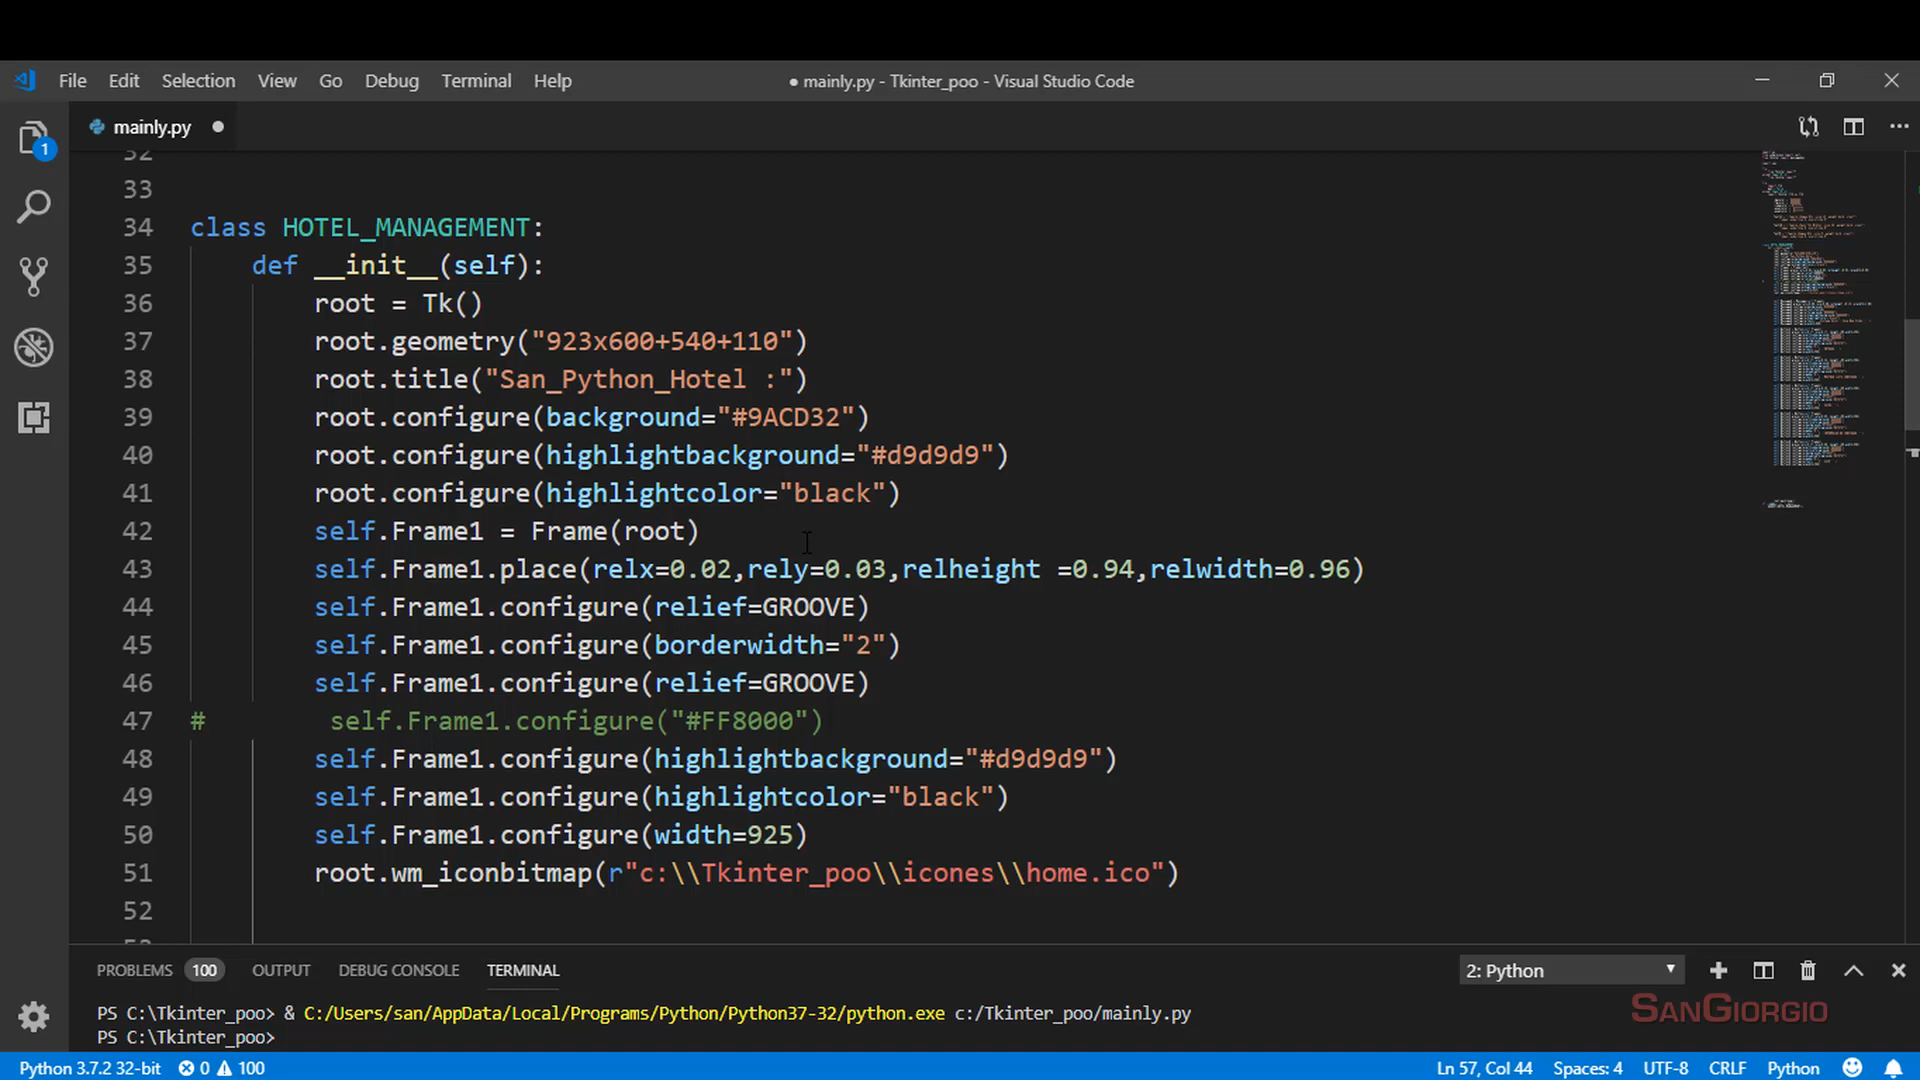 File Edit Selection View Go Debug Terminal Help ● mainly.py - Tkinter_poo - Visual Studio Code
mainly.py
1
32
33
34 class HOTEL_MANAGEMENT:
35 def __init__(self):
36 root = Tk()
37 root.geometry("923x600+540+110")
38 root.title("San_Python_Hotel :")
39 root.configure(background="#9ACD32")
40 root.configure(highlightbackground="#d9d9d9")
41 root.configure(highlightcolor="black")
42 self.Frame1 = Frame(root)
43 self.Frame1.place(relx=0.02,rely=0.03,relheight =0.94,relwidth=0.96)
44 self.Frame1.configure(relief=GROOVE)
45 self.Frame1.configure(borderwidth="2")
46 self.Frame1.configure(relief=GROOVE)
47 # self.Frame1.configure("#FF8000")
48 self.Frame1.configure(highlightbackground="#d9d9d9")
49 self.Frame1.configure(highlightcolor="black")
50 self.Frame1.configure(width=925)
51 root.wm_iconbitmap(r"c:\\Tkinter_poo\\icones\\home.ico")
52
PROBLEMS 100 OUTPUT DEBUG CONSOLE TERMINAL 2: Python
PS C:\Tkinter_poo> & C:/Users/san/AppData/Local/Programs/Python/Python37-32/python.exe c:/Tkinter_poo/mainly.py
PS C:\Tkinter_poo>
SANGIORGIO
Python 3.7.2 32-bit 0 100 Ln 57, Col 44 Spaces: 4 UTF-8 CRLF Python